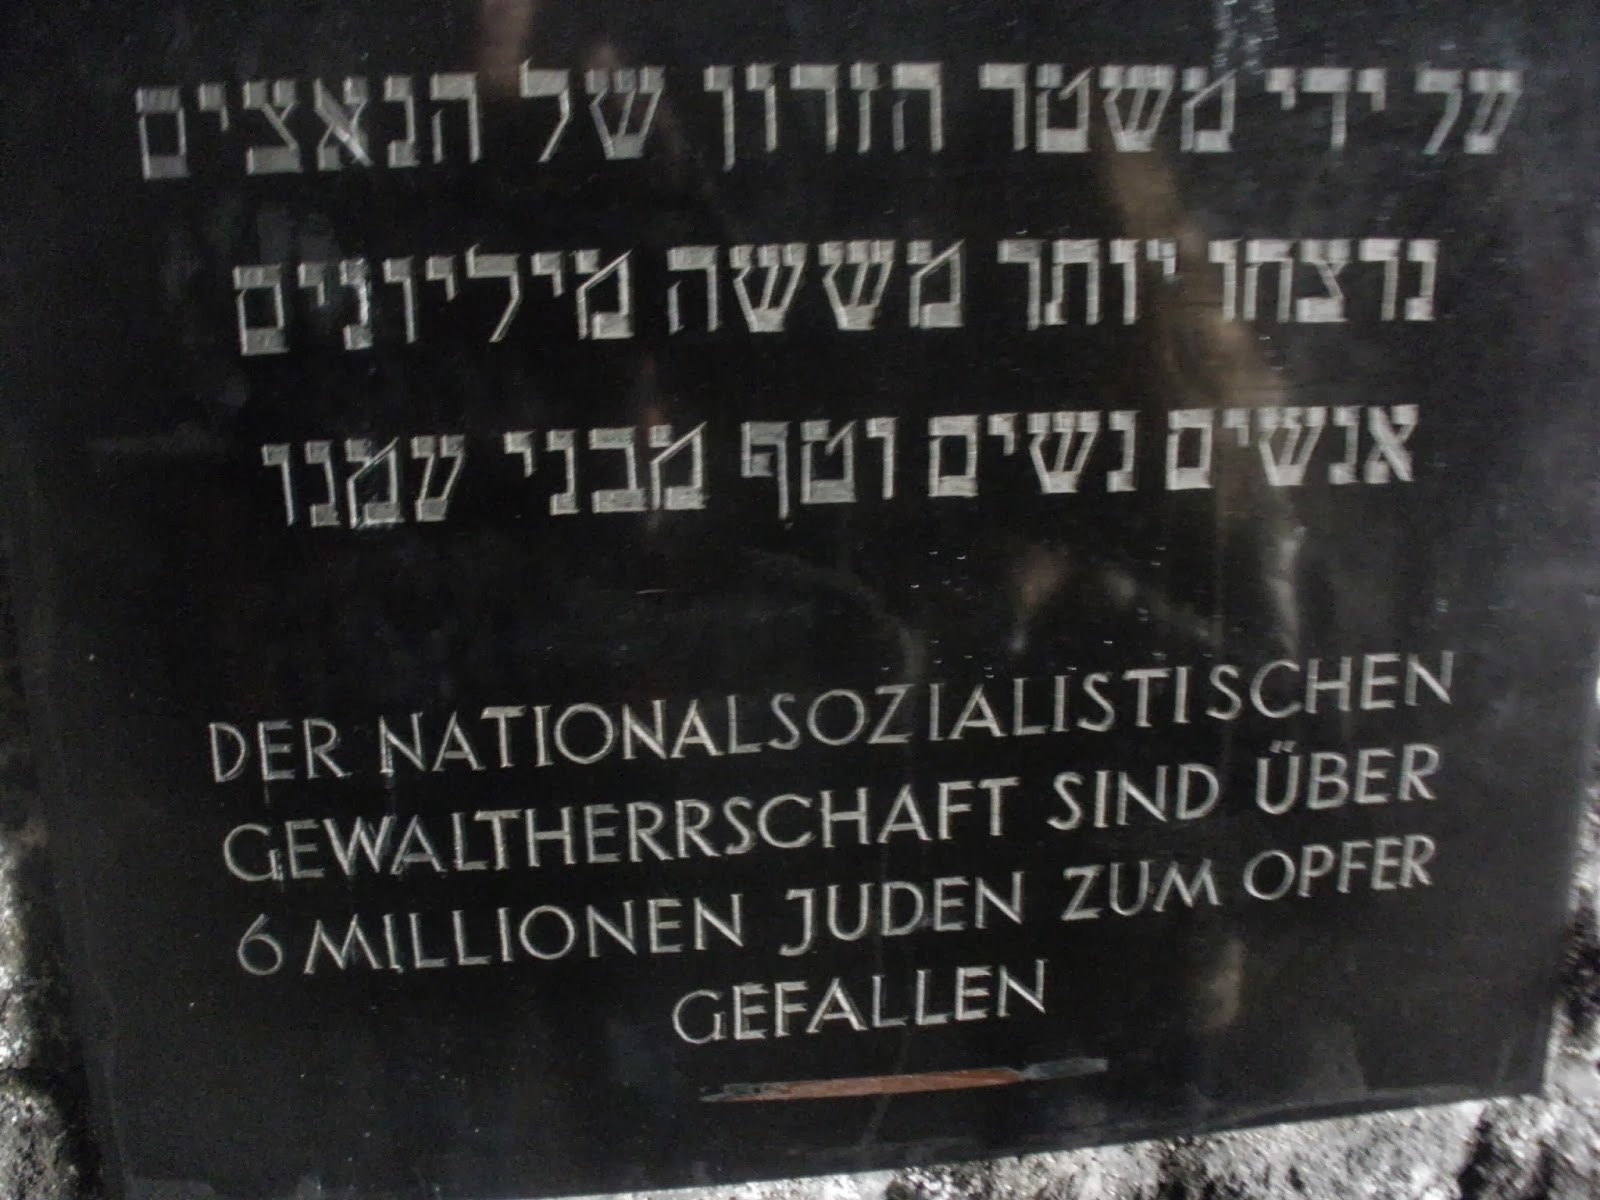 על ידי משטר הזדון של הנאצים
נרצחו יותר מששה מיליונים
אנשים נשים וטף מבני עמנו
DER NATIONALSOZIALISTISCHEN
GEWALTHERRSCHAFT SIND ÜBER
6 MILLIONEN JUDEN ZUM OPFER
GEFALLEN